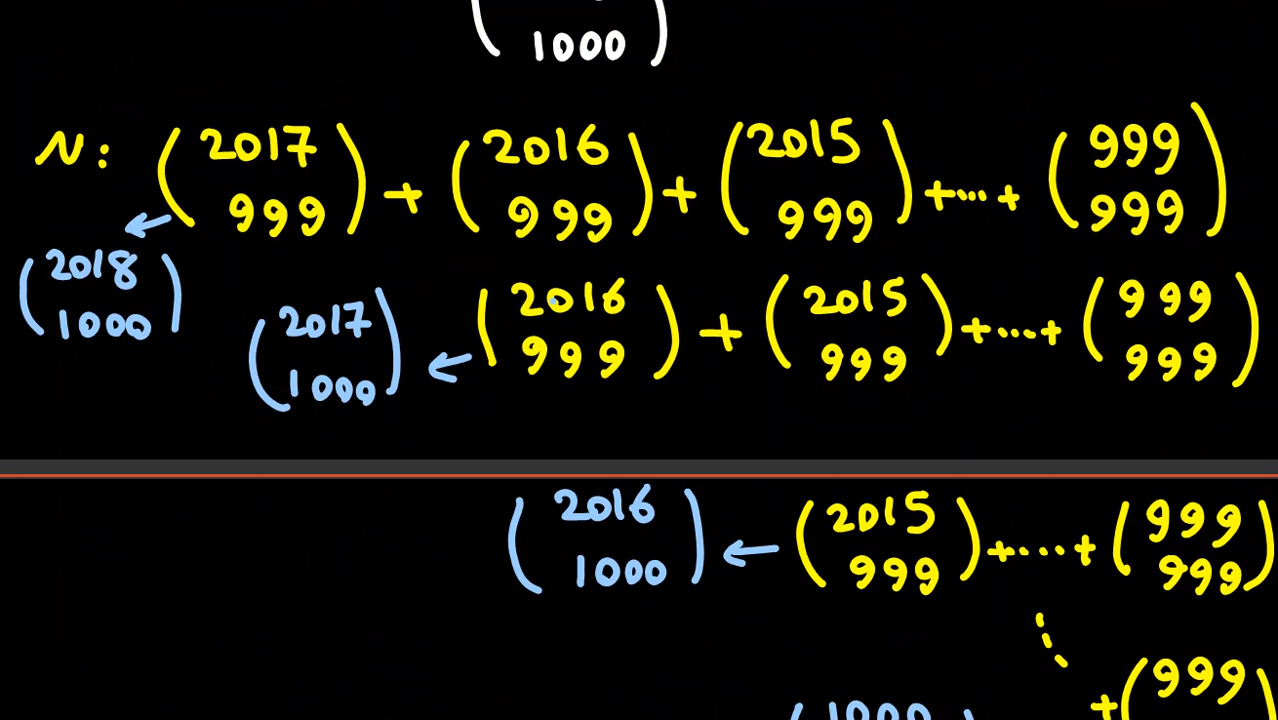 1000
N: (2017 999) + (2016 999) + (2015 999) +...+ (999 999)
← (2018 1000)
(2017 1000) ← (2016 999) + (2015 999) +...+ (999 999)
(2016 1000) ← (2015 999) +....+ (999 999)
+ (999
(1000